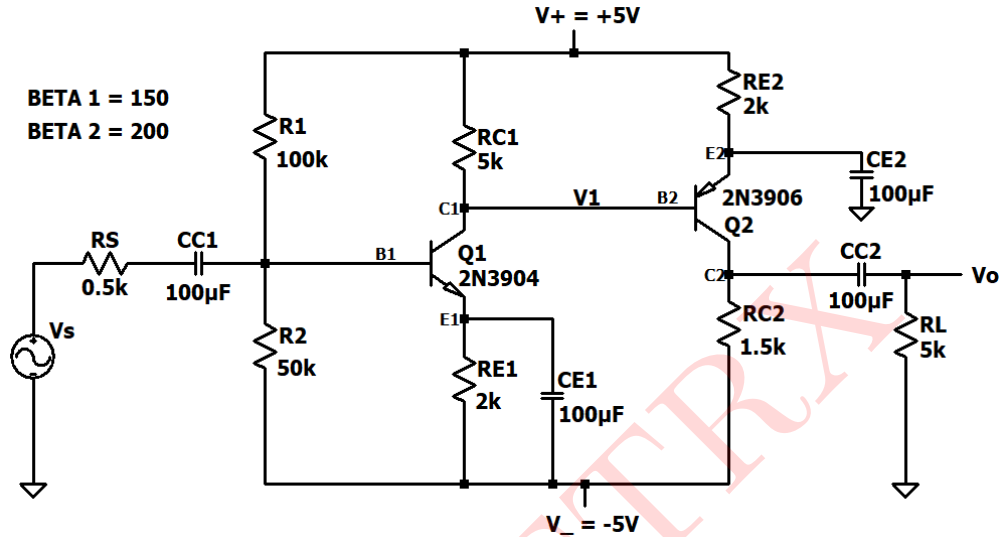 V+ = +5V
BETA 1 = 150
BETA 2 = 200
R1
100k
RC1
5k
RE2
2k
E2
CE2
100µF
C1
V1
B2
2N3906
Q2
RS
0.5k
CC1
100µF
B1
Q1
2N3904
C2
CC2
100µF
Vo
Vs
R2
50k
E1
RE1
2k
CE1
100µF
RC2
1.5k
RL
5k
V_ = -5V